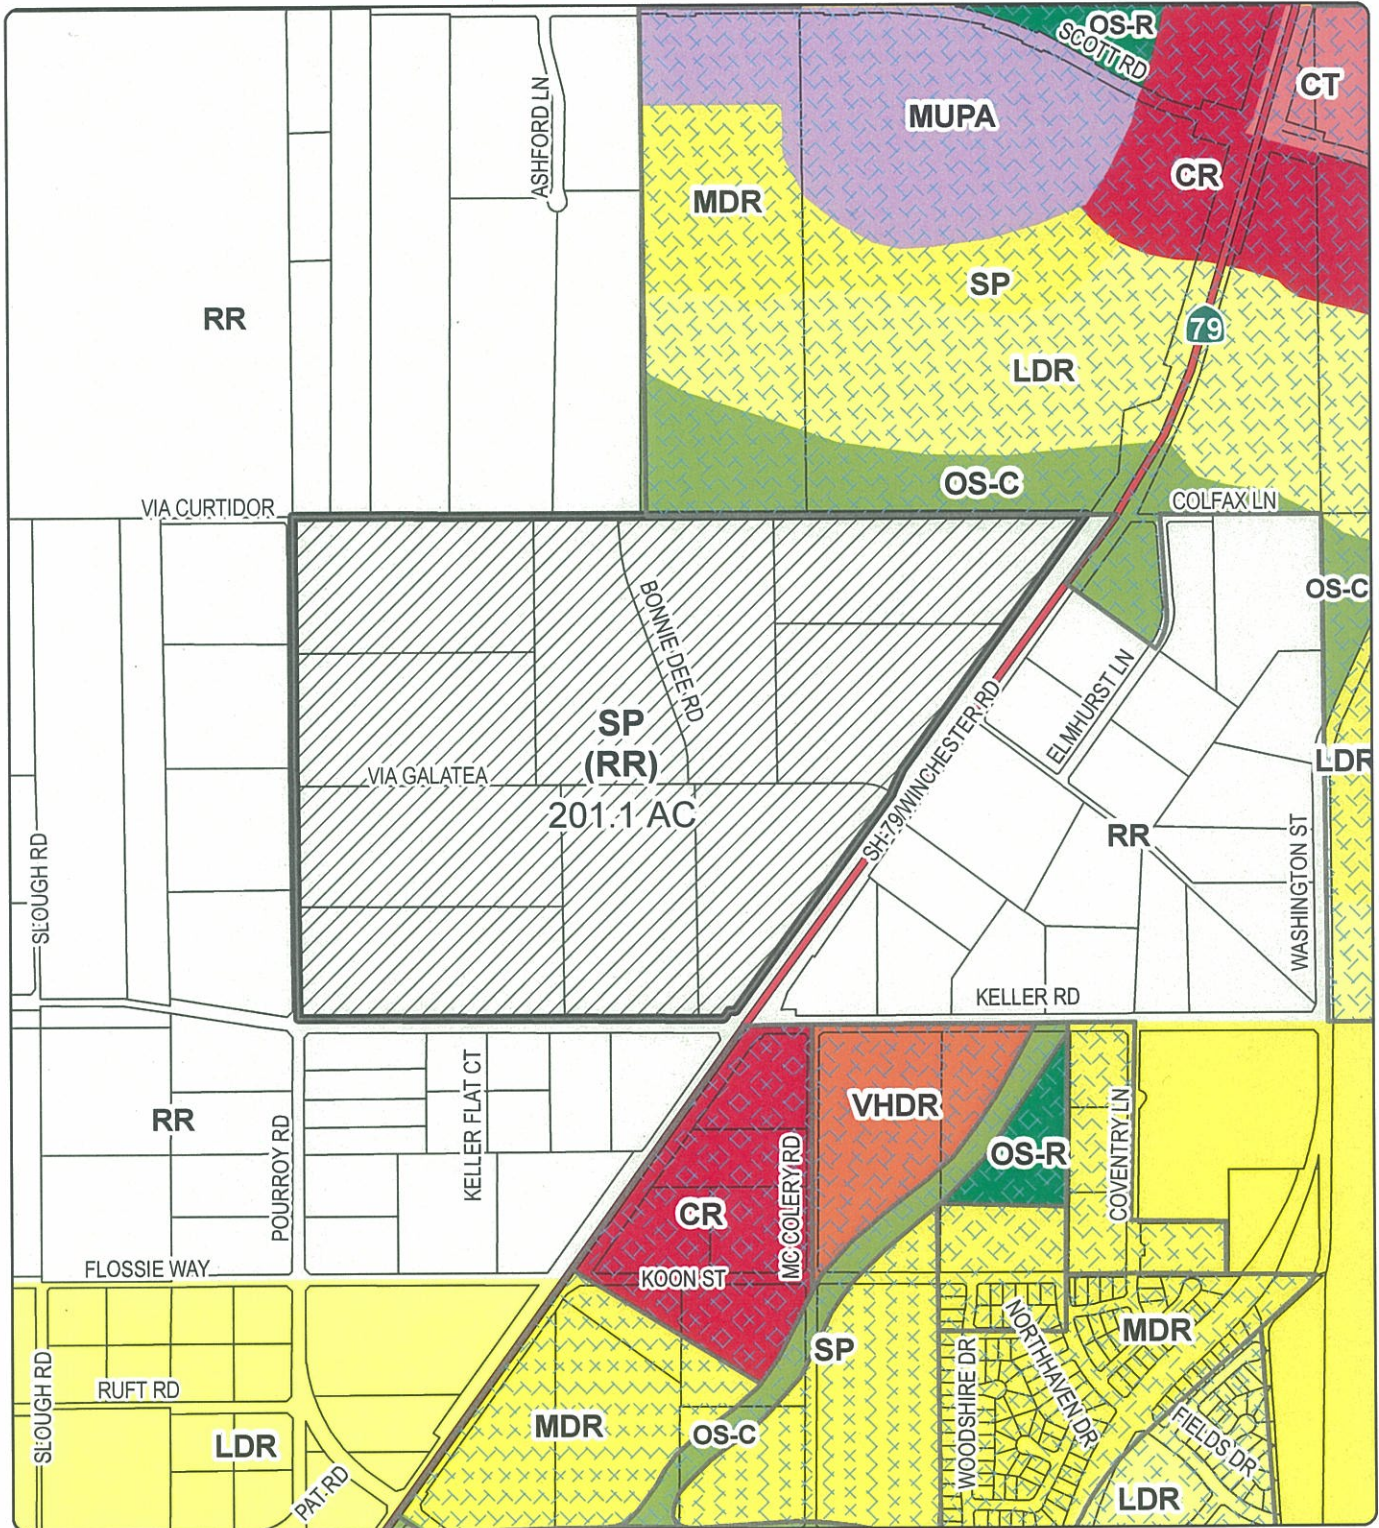 OS-R
SCOTT RD
CT
ASHFORD LN
MUPA
CR
MDR
SP
RR
79
LDR
OS-C
VIA CURTIDOR
COLFAX LN
BONNIE DEE RD
OS-C
ELMHURST LN
SP
(RR)
201.1 AC
VIA GALATEA
SH-79/WINCHESTER RD
LDR
RR
SLOUGH RD
WASHINGTON ST
KELLER RD
VHDR
RR
KELLER FLAT CT
POURROY RD
OS-R
COVENTRY LN
MC COLERY RD
CR
FLOSSIE WAY
KOON ST
SP
MDR
NORTHHAVEN DR
WOODSHIRE DR
RUFT RD
SLOUGH RD
LDR
MDR
OS-C
FIELDS DR
PAT RD
LDR